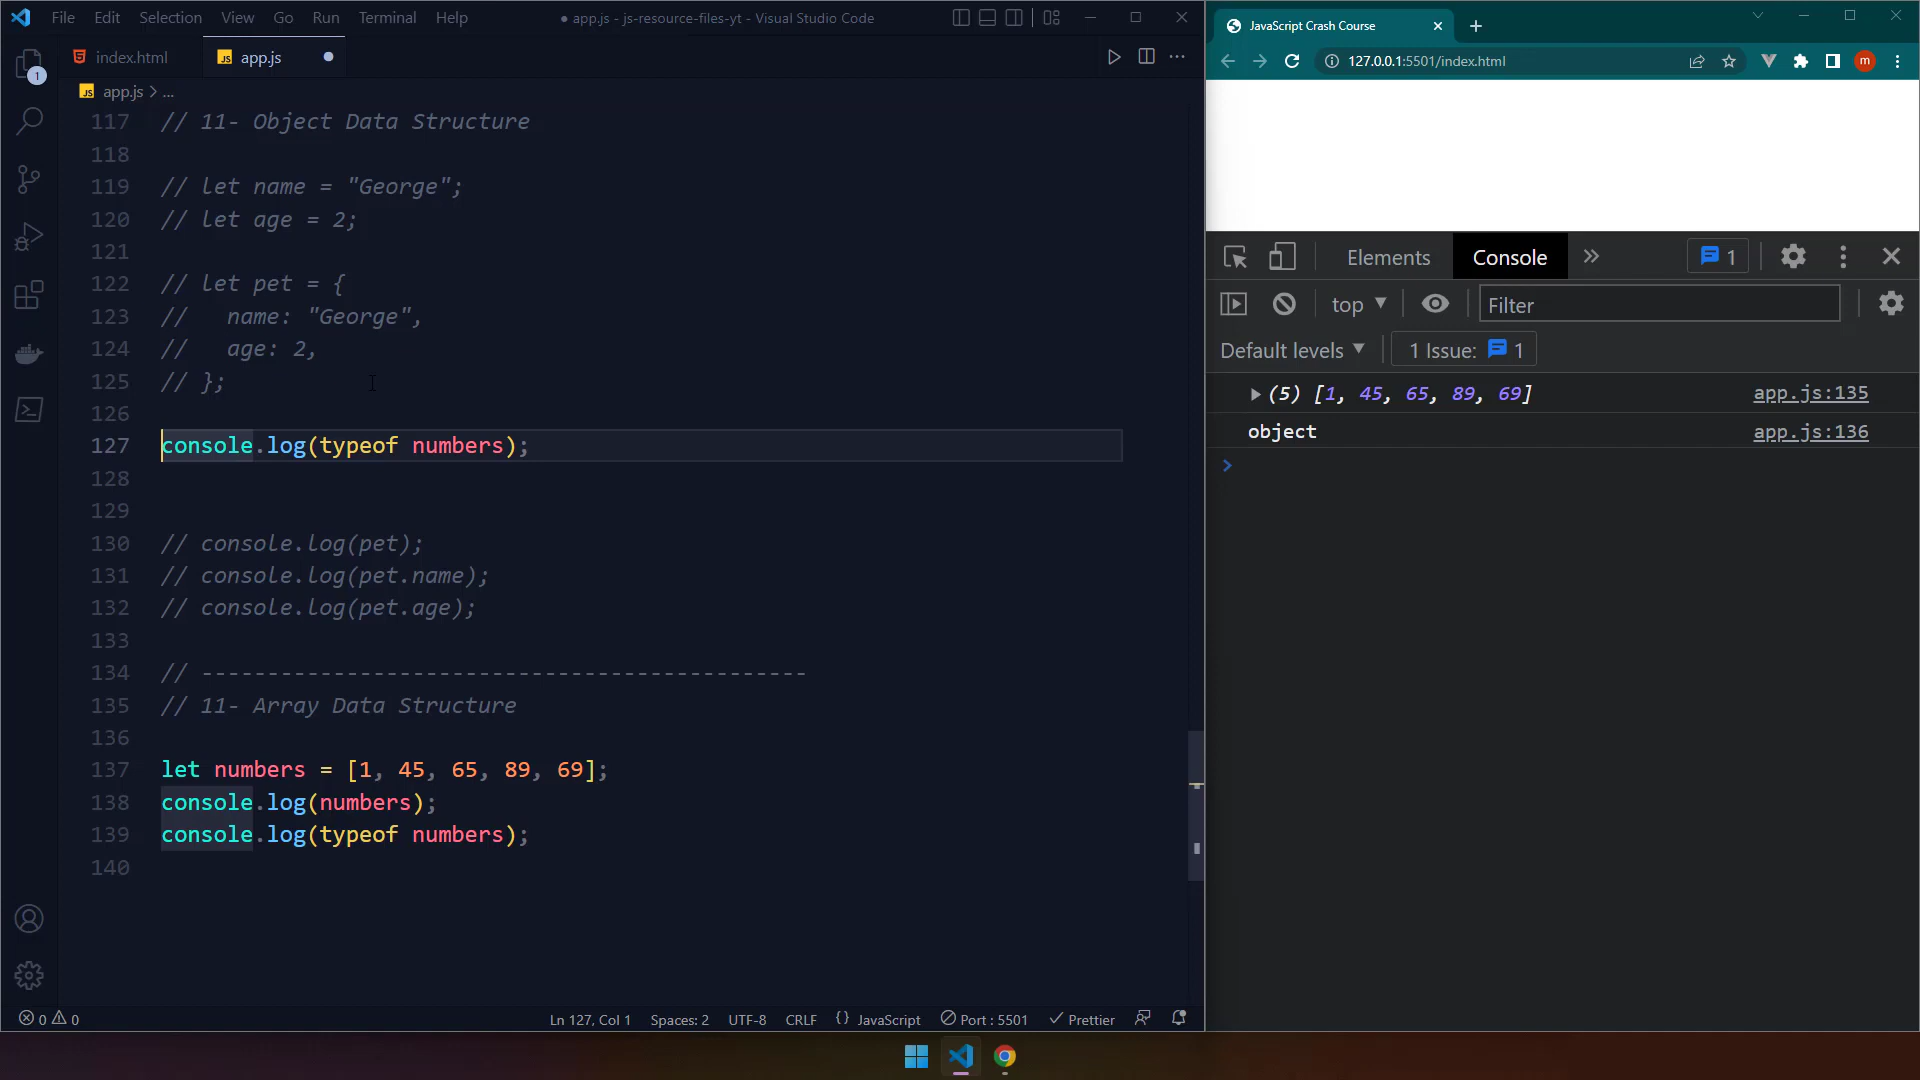 File Edit Selection View Go Run Terminal Help
● app.js - js-resource-files-yt - Visual Studio Code
index.html
JS app.js
1
JS app.js > ...
117 // 11- Object Data Structure
118
119 // let name = "George";
120 // let age = 2;
121
122 // let pet = {
123 //   name: "George",
124 //   age: 2,
125 // };
126
127 console.log(typeof numbers);
128
129
130 // console.log(pet);
131 // console.log(pet.name);
132 // console.log(pet.age);
133
134 // ----------------------------------------------
135 // 11- Array Data Structure
136
137 let numbers = [1, 45, 65, 89, 69];
138 console.log(numbers);
139 console.log(typeof numbers);
140
0 0
Ln 127, Col 1 Spaces: 2 UTF-8 CRLF {} JavaScript Port : 5501 Prettier
JavaScript Crash Course
127.0.0.1:5501/index.html
m
Elements Console » 1
top Filter
Default levels 1 Issue: 1
(5) [1, 45, 65, 89, 69] app.js:135
object app.js:136
>